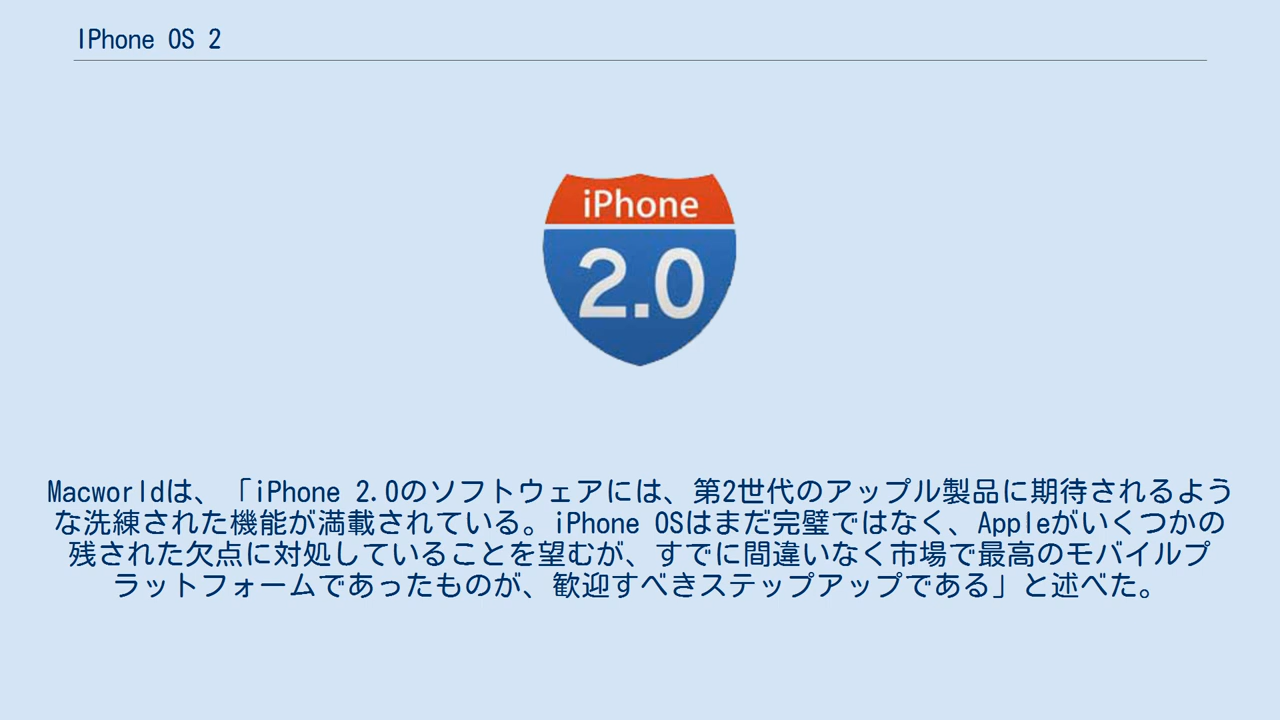 IPhone OS 2
iPhone
2.0
Macworldは、「iPhone 2.0のソフトウェアには、第2世代のアップル製品に期待されるよう
な洗練された機能が満載されている。iPhone OSはまだ完璧ではなく、Appleがいくつかの
残された欠点に対処していることを望むが、すでに間違いなく市場で最高のモバイルプ
ラットフォームであったものが、歓迎すべきステップアップである」と述べた。